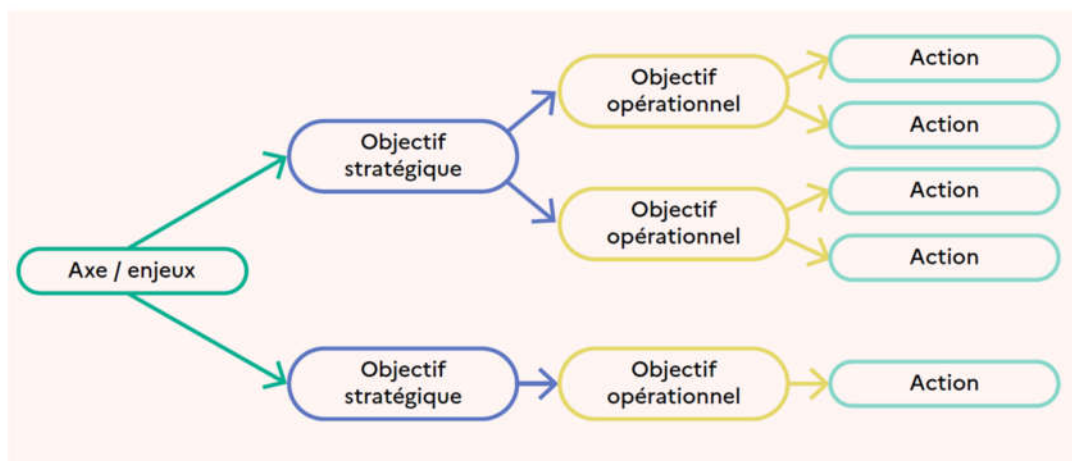 Action
Objectif
opérationnel
Action
Objectif
stratégique
Action
Objectif
opérationnel
Action
Axe / enjeux
Objectif
stratégique
Objectif
opérationnel
Action